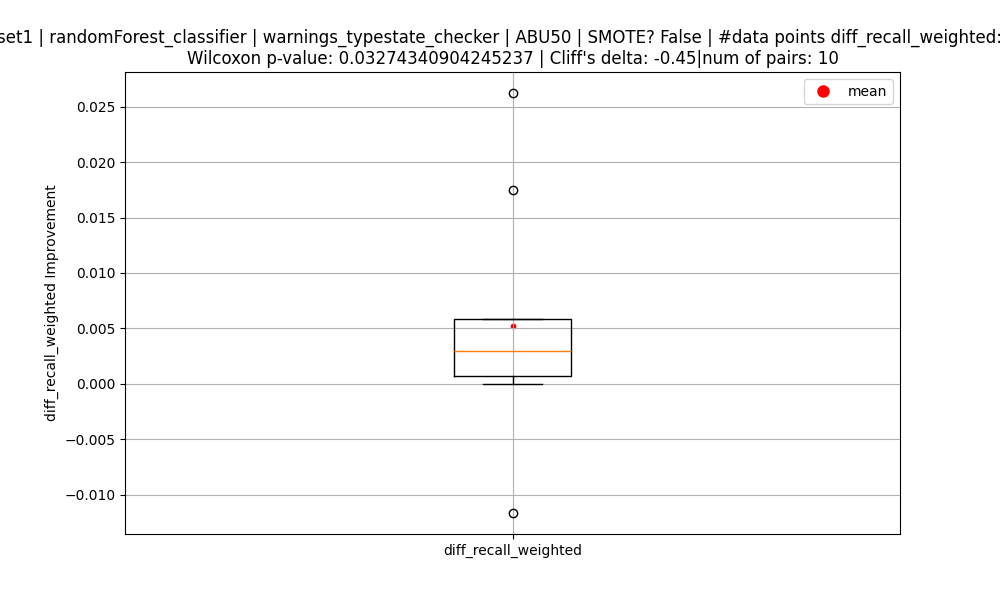 set1 | randomForest_classifier | warnings_typestate_checker | ABU50 | SMOTE? False | #data points diff_recall_weighted:
Wilcoxon p-value: 0.03274340904245237 | Cliff's delta: -0.45|num of pairs: 10
mean
0.025
0.020
0.015
0.010
0.005
0.000
−0.005
−0.010
diff_recall_weighted Improvement
diff_recall_weighted